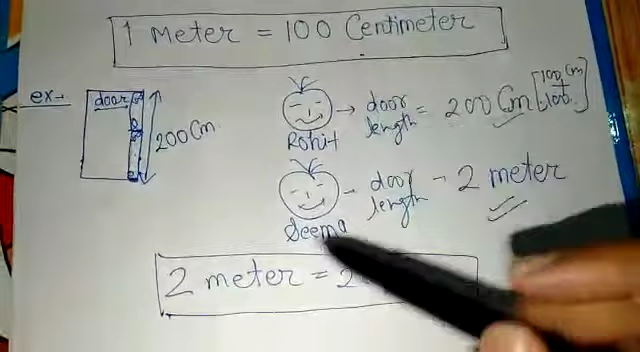 1 Meter = 100 Centimeter
ex→
door
200 Cm
Rohit
→ door length = 200 Cm [100 Cm + 100]
Seema
- door length - 2 meter
2 meter = 2